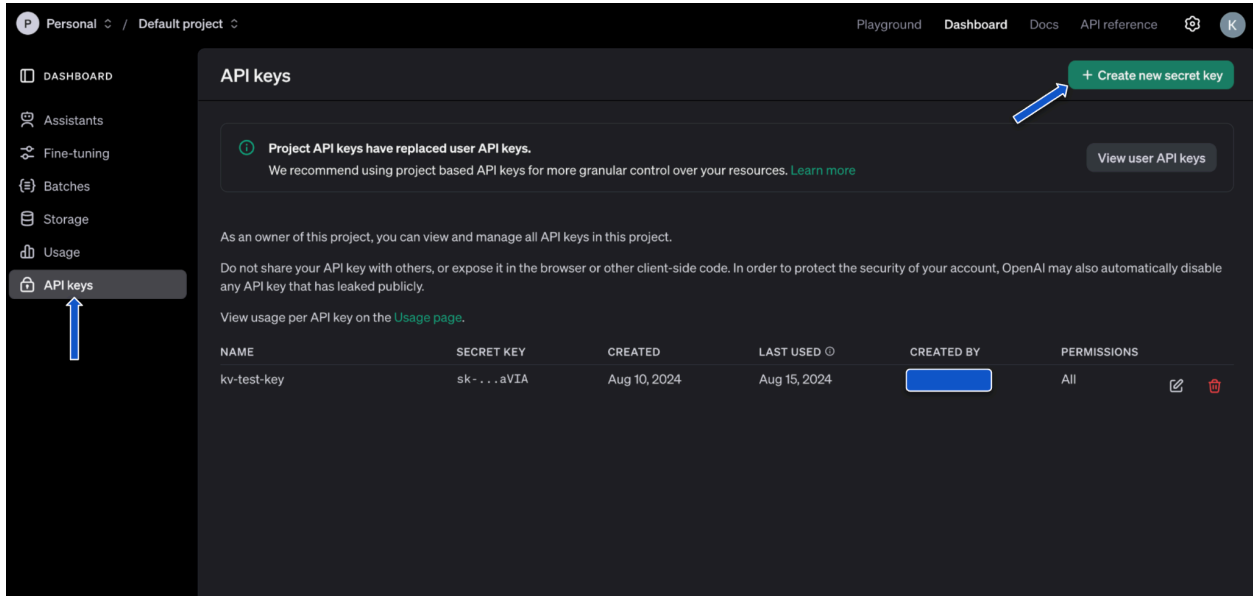 P Personal / Default project Playground Dashboard Docs API reference K
DASHBOARD
Assistants
Fine-tuning
Batches
Storage
Usage
API keys
API keys
+ Create new secret key
Project API keys have replaced user API keys.
We recommend using project based API keys for more granular control over your resources. Learn more
View user API keys
As an owner of this project, you can view and manage all API keys in this project.
Do not share your API key with others, or expose it in the browser or other client-side code. In order to protect the security of your account, OpenAI may also automatically disable
any API key that has leaked publicly.
View usage per API key on the Usage page.
NAME SECRET KEY CREATED LAST USED CREATED BY PERMISSIONS
kv-test-key sk-...aVIA Aug 10, 2024 Aug 15, 2024 All